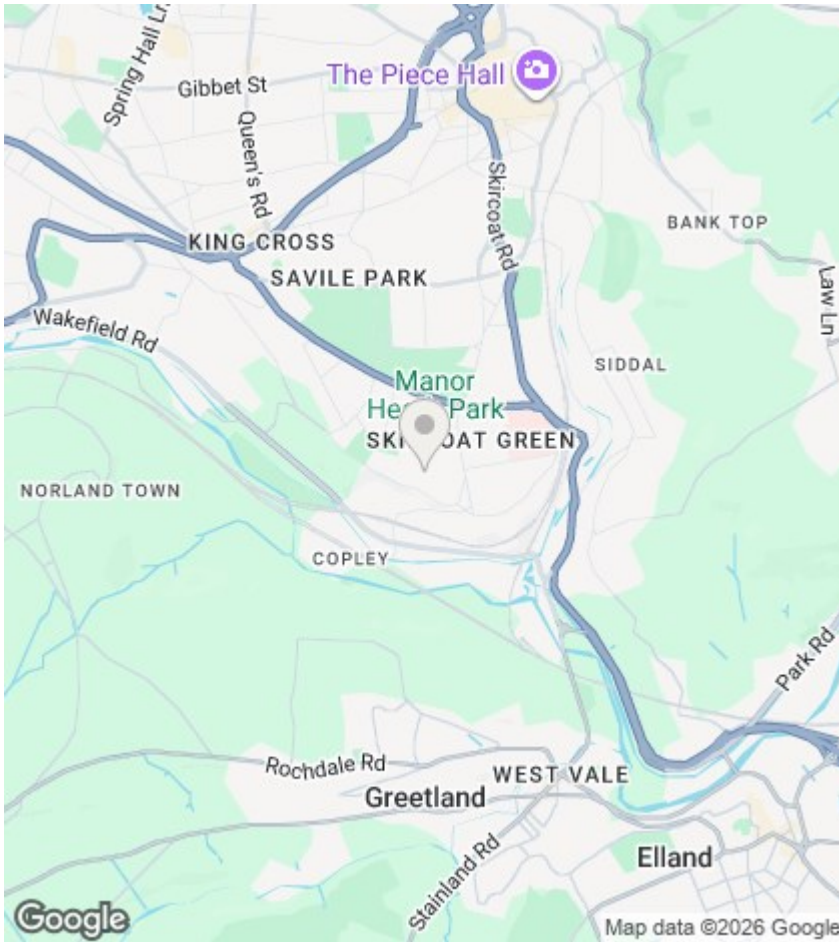 Spring Hall Ln
Gibbet St
The Piece Hall
Queen's Rd
Skircoat Rd
BANK TOP
KING CROSS
SAVILE PARK
Law Ln
Wakefield Rd
SIDDAL
Manor
Park
GREEN
NORLAND TOWN
COPLEY
Park Rd
Rochdale Rd
WEST VALE
Greetland
Elland
Stainland Rd
Google
Map data ©2026 Google